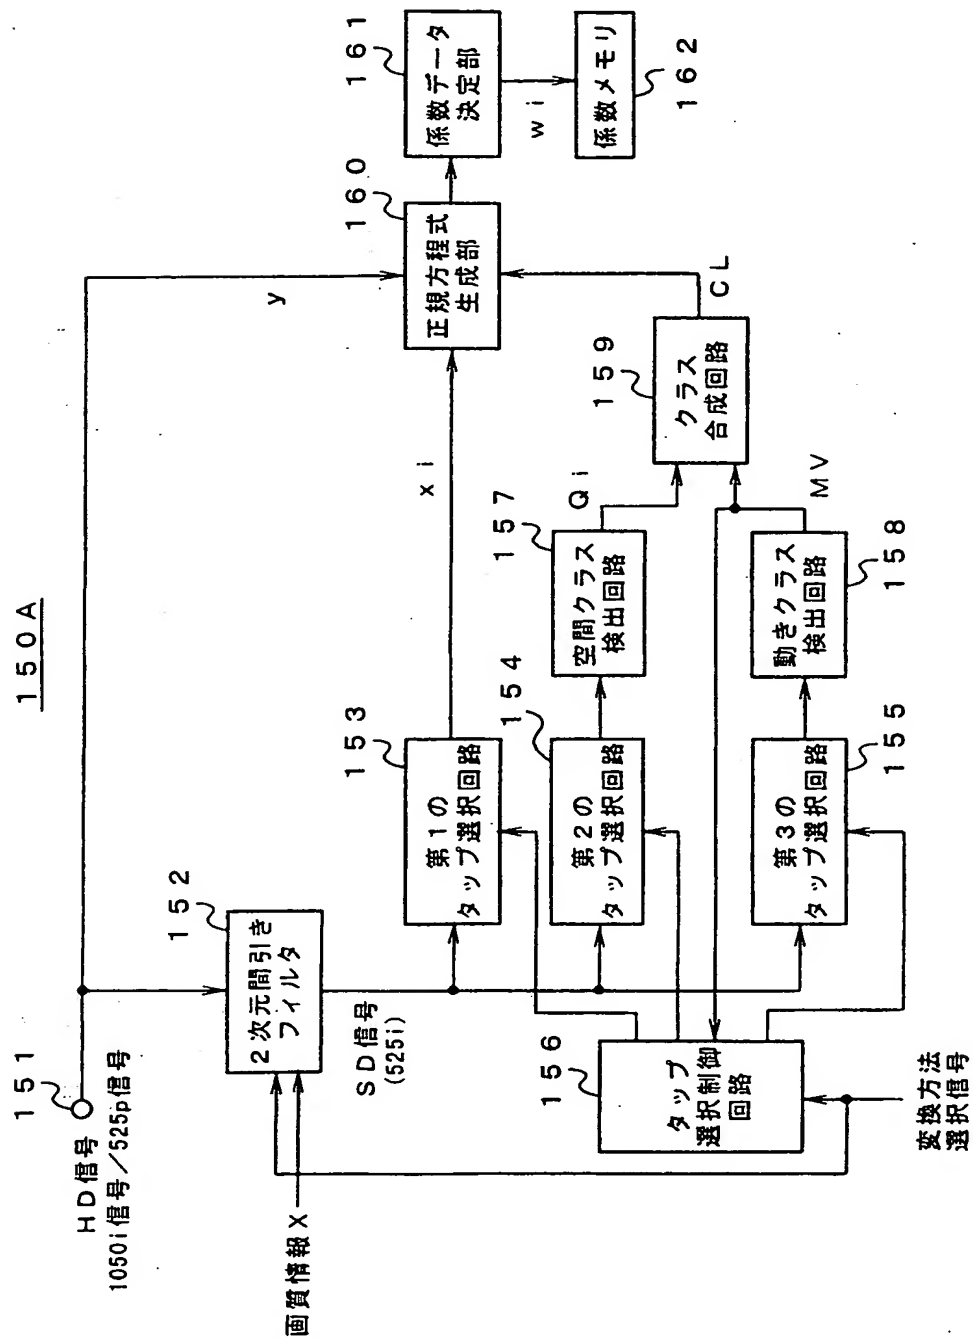 150A
151
HD信号
1050i信号/525p信号
画質情報X
152
2次元間引き
フィルタ
SD信号
(525i)
153
第1の
タップ選択回路
xi
y
160
正規方程式
生成部
161
係数データ
決定部
wi
係数メモリ
162
154
第2の
タップ選択回路
157
空間クラス
検出回路
Qi
159
クラス
合成回路
CL
第3の
タップ選択回路
155
動きクラス
検出回路
158
MV
156
タップ
選択制御
回路
変換方法
選択信号